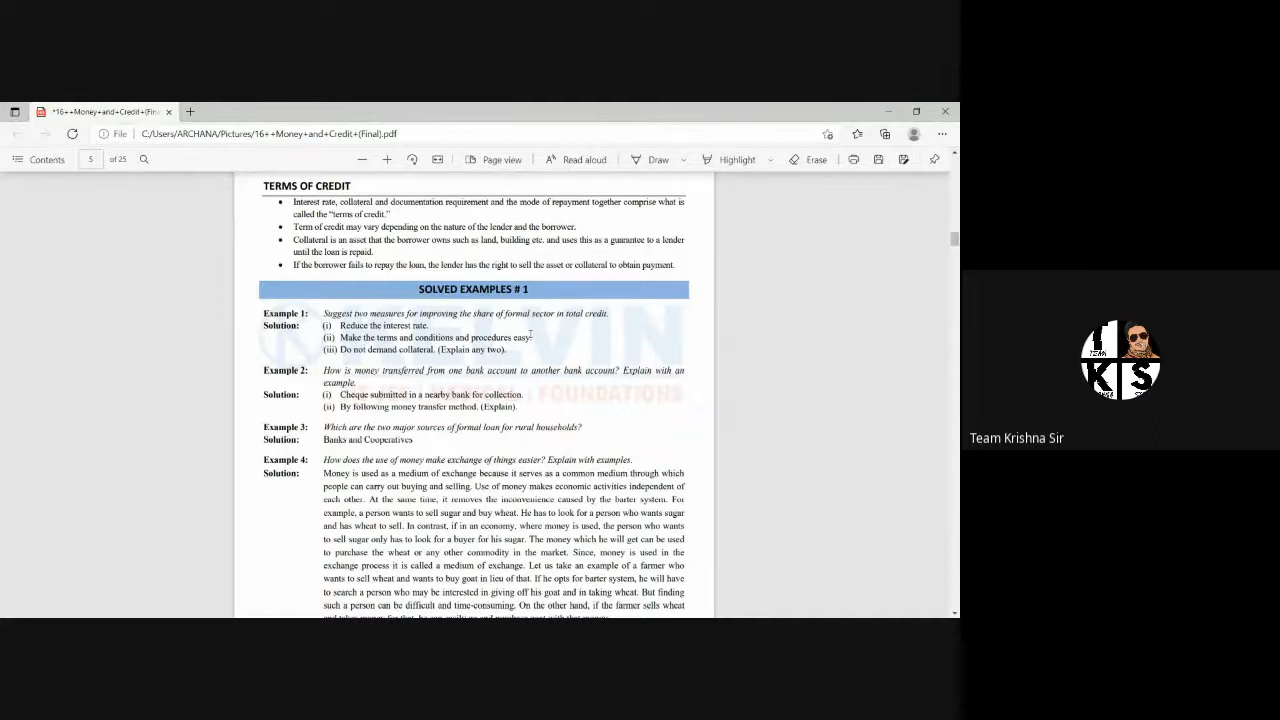 *16++Money+and+Credit+(Fin
File
C:/Users/ARCHANA/Pictures/16++Money+and+Credit+(Final).pdf
Contents
5
of 25
Page view
Read aloud
Draw
Highlight
Erase
TERMS OF CREDIT
• Interest rate, collateral and documentation requirement and the mode of repayment together comprise what is
called the “terms of credit.”
• Term of credit may vary depending on the nature of the lender and the borrower.
• Collateral is an asset that the borrower owns such as land, building etc. and uses this as a guarantee to a lender
until the loan is repaid.
• If the borrower fails to repay the loan, the lender has the right to sell the asset or collateral to obtain payment.
SOLVED EXAMPLES # 1
Example 1: Suggest two measures for improving the share of formal sector in total credit.
Solution: (i) Reduce the interest rate.
(ii) Make the terms and conditions and procedures easy.
(iii) Do not demand collateral. (Explain any two).
Example 2: How is money transferred from one bank account to another bank account? Explain with an
example.
Solution: (i) Cheque submitted in a nearby bank for collection.
(ii) By following money transfer method. (Explain).
Example 3: Which are the two major sources of formal loan for rural households?
Solution: Banks and Cooperatives
Example 4: How does the use of money make exchange of things easier? Explain with examples.
Solution: Money is used as a medium of exchange because it serves as a common medium through which
people can carry out buying and selling. Use of money makes economic activities independent of
each other. At the same time, it removes the inconvenience caused by the barter system. For
example, a person wants to sell sugar and buy wheat. He has to look for a person who wants sugar
and has wheat to sell. In contrast, if in an economy, where money is used, the person who wants
to sell sugar only has to look for a buyer for his sugar. The money which he will get can be used
to purchase the wheat or any other commodity in the market. Since, money is used in the
exchange process it is called a medium of exchange. Let us take an example of a farmer who
wants to sell wheat and wants to buy goat in lieu of that. If he opts for barter system, he will have
to search a person who may be interested in giving off his goat and in taking wheat. But finding
such a person can be difficult and time-consuming. On the other hand, if the farmer sells wheat
FOUNDATIONS
T
TEAM
K S
Team Krishna Sir